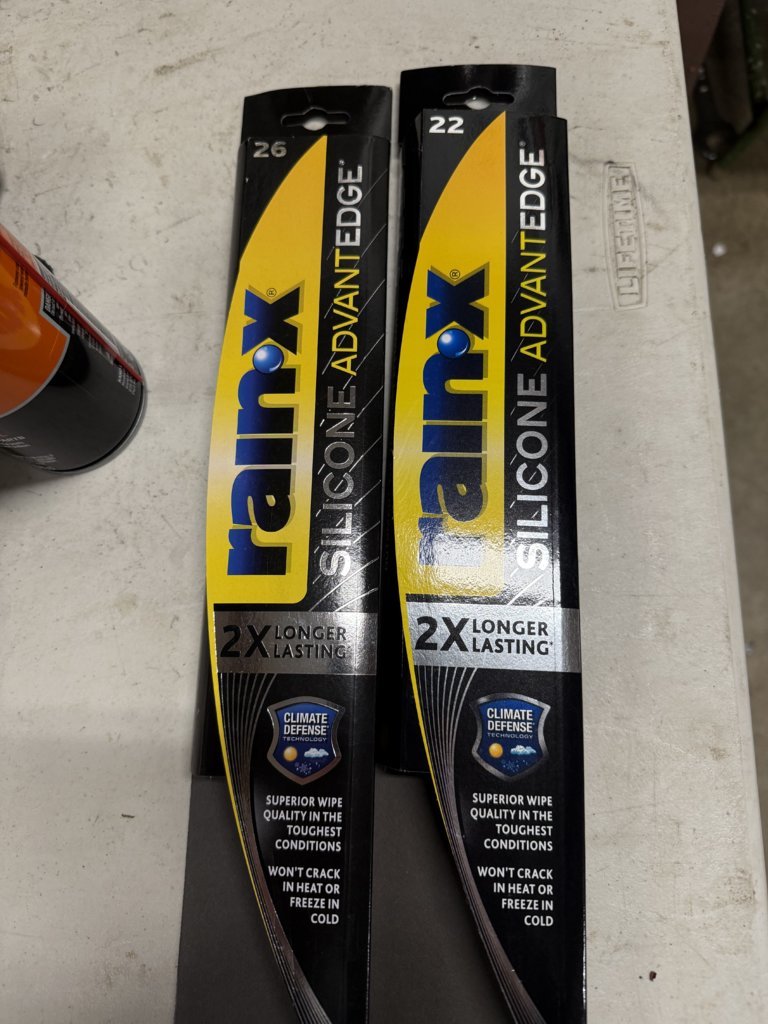 26
rain-x®
SILICONE ADVANTEDGE®
2X LONGER
LASTING*
CLIMATE
DEFENSE
TECHNOLOGY
SUPERIOR WIPE
QUALITY IN THE
TOUGHEST
CONDITIONS
WON'T CRACK
IN HEAT OR
FREEZE IN
COLD
22
rain-x®
SILICONE ADVANTEDGE®
2X LONGER
LASTING*
CLIMATE
DEFENSE
TECHNOLOGY
SUPERIOR WIPE
QUALITY IN THE
TOUGHEST
CONDITIONS
WON'T CRACK
IN HEAT OR
FREEZE IN
COLD
LIFETIME